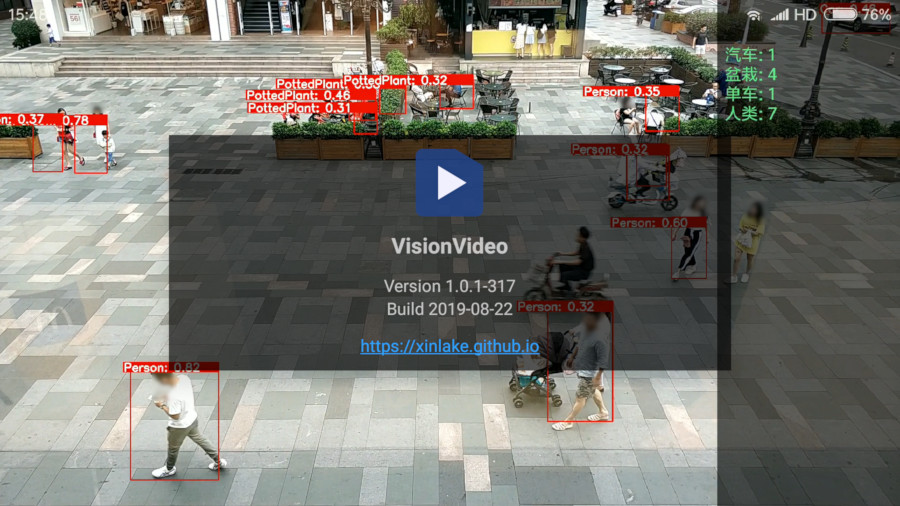 HD 76%
汽车: 1
盆栽: 4
单车: 1
人类: 7
PottedPlant: 0.32
PottedPlant:
PottedPlant: 0.46
PottedPlant: 0.31
Person: 0.35
0.37
0.78
Person: 0.32
Person: 0.60
VisionVideo
Version 1.0.1-317
Build 2019-08-22
Person: 0.32
https://xinlake.github.io
Person: 0.82